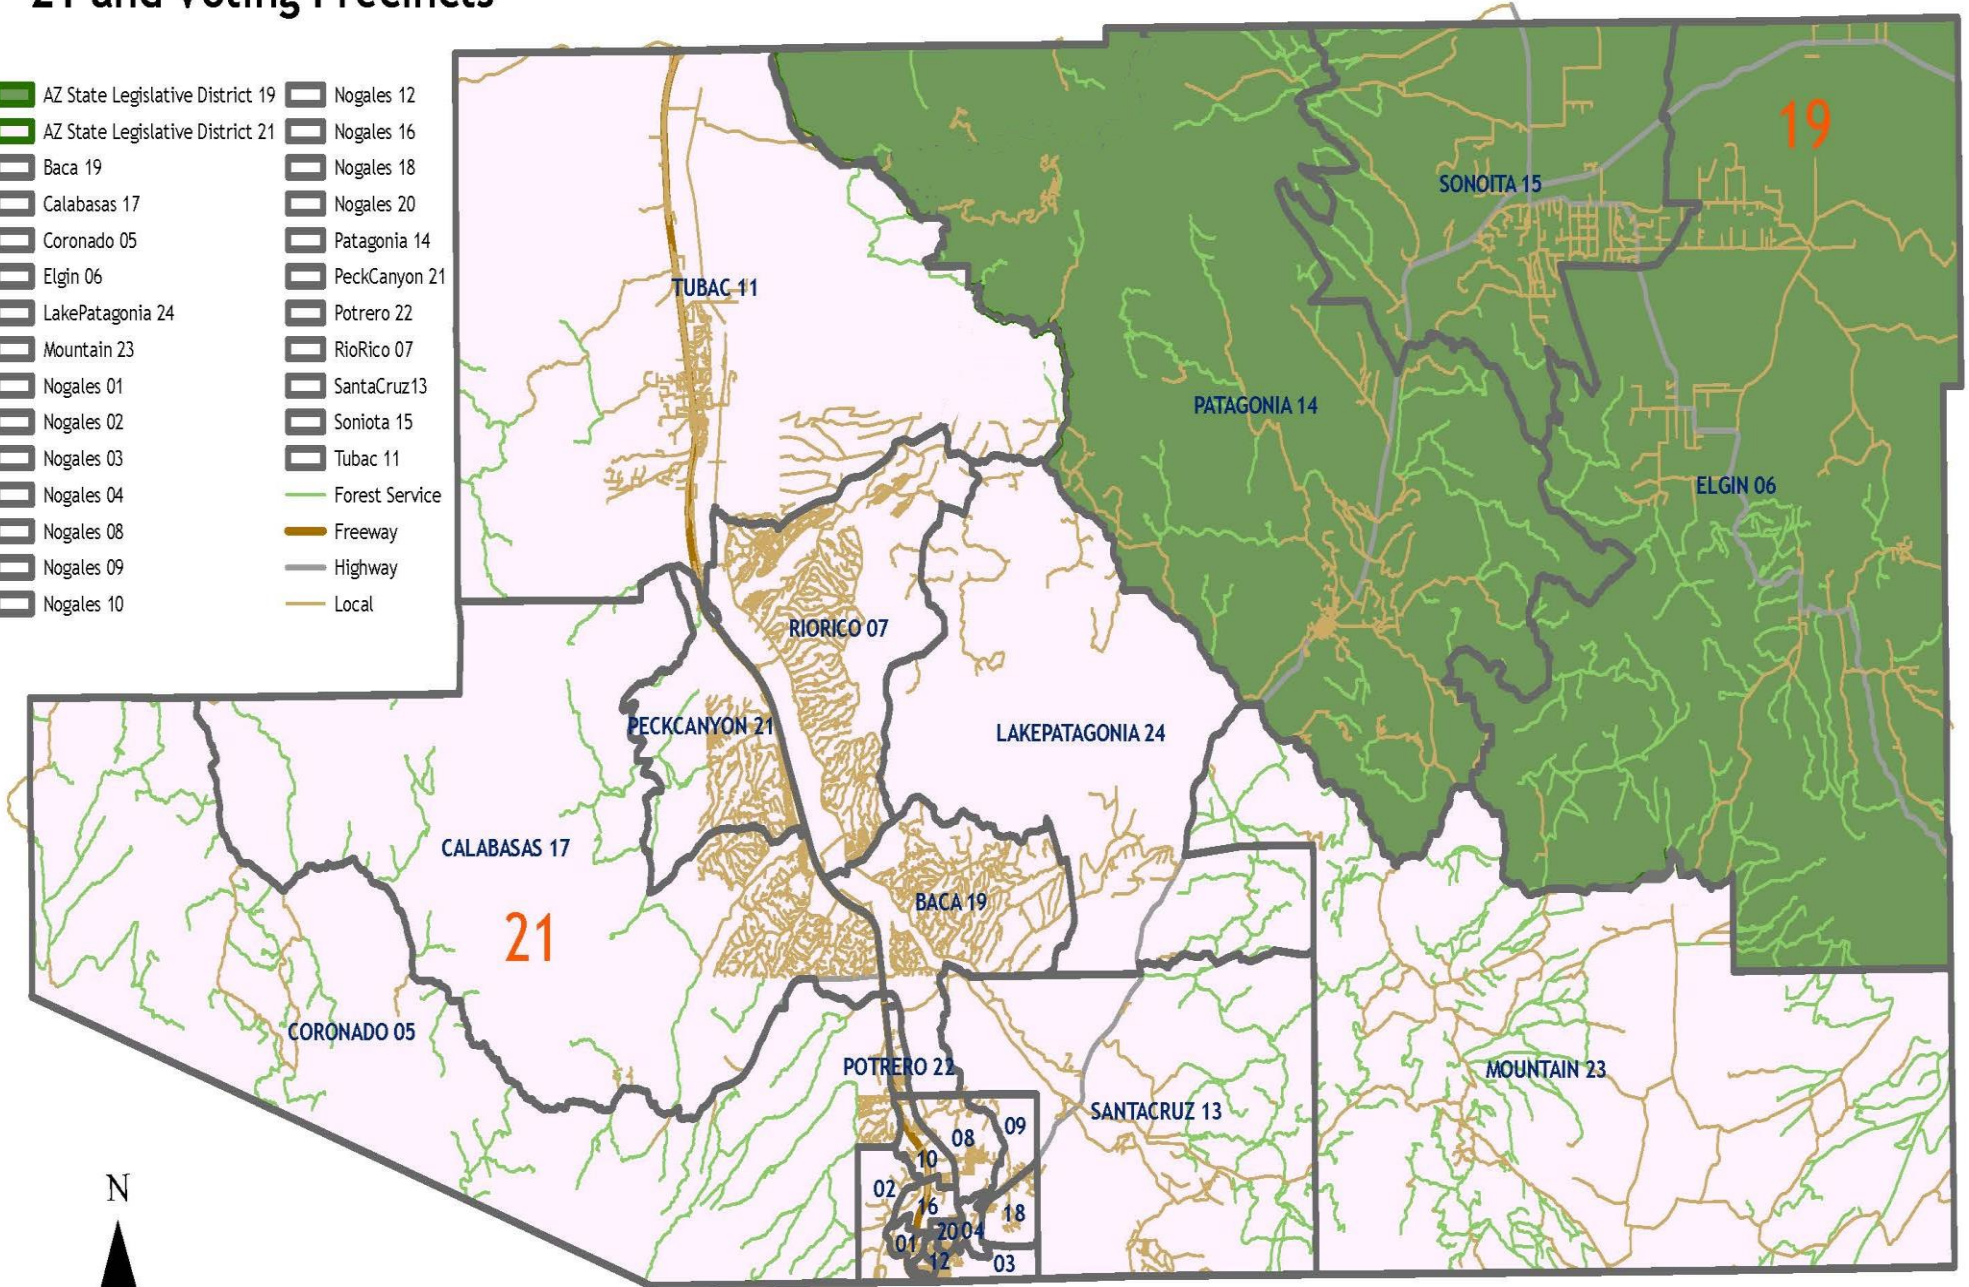 21 and Voting Precincts
AZ State Legislative District 19
AZ State Legislative District 21
Baca 19
Calabasas 17
Coronado 05
Elgin 06
LakePatagonia 24
Mountain 23
Nogales 01
Nogales 02
Nogales 03
Nogales 04
Nogales 08
Nogales 09
Nogales 10
Nogales 12
Nogales 16
Nogales 18
Nogales 20
Patagonia 14
PeckCanyon 21
Potrero 22
RioRico 07
SantaCruz13
Soniota 15
Tubac 11
Forest Service
Freeway
Highway
Local
19
SONOITA 15
TUBAC 11
PATAGONIA 14
ELGIN 06
RIORICO 07
PECKCANYON 21
LAKEPATAGONIA 24
CALABASAS 17
BACA 19
21
CORONADO 05
POTRERO 22
MOUNTAIN 23
SANTACRUZ 13
09
08
10
02
16
18
20 04
01
12
03
N